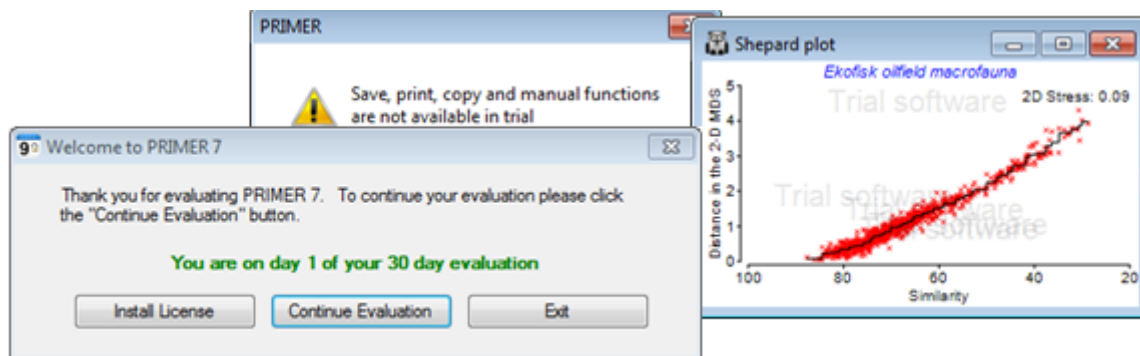 PRIMER
Save, print, copy and manual functions
are not available in trial
Welcome to PRIMER 7
Thank you for evaluating PRIMER 7. To continue your evaluation please click
the "Continue Evaluation" button.
You are on day 1 of your 30 day evaluation
Install License
Continue Evaluation
Exit
Shepard plot
Ekofisk oilfield macrofauna
Trial software
2D Stress: 0.09
Distance in the 2-D MDS
5
4
3
2
1
0
Trial software
Trial software
Trial software
100 80 60 40 20
Similarity